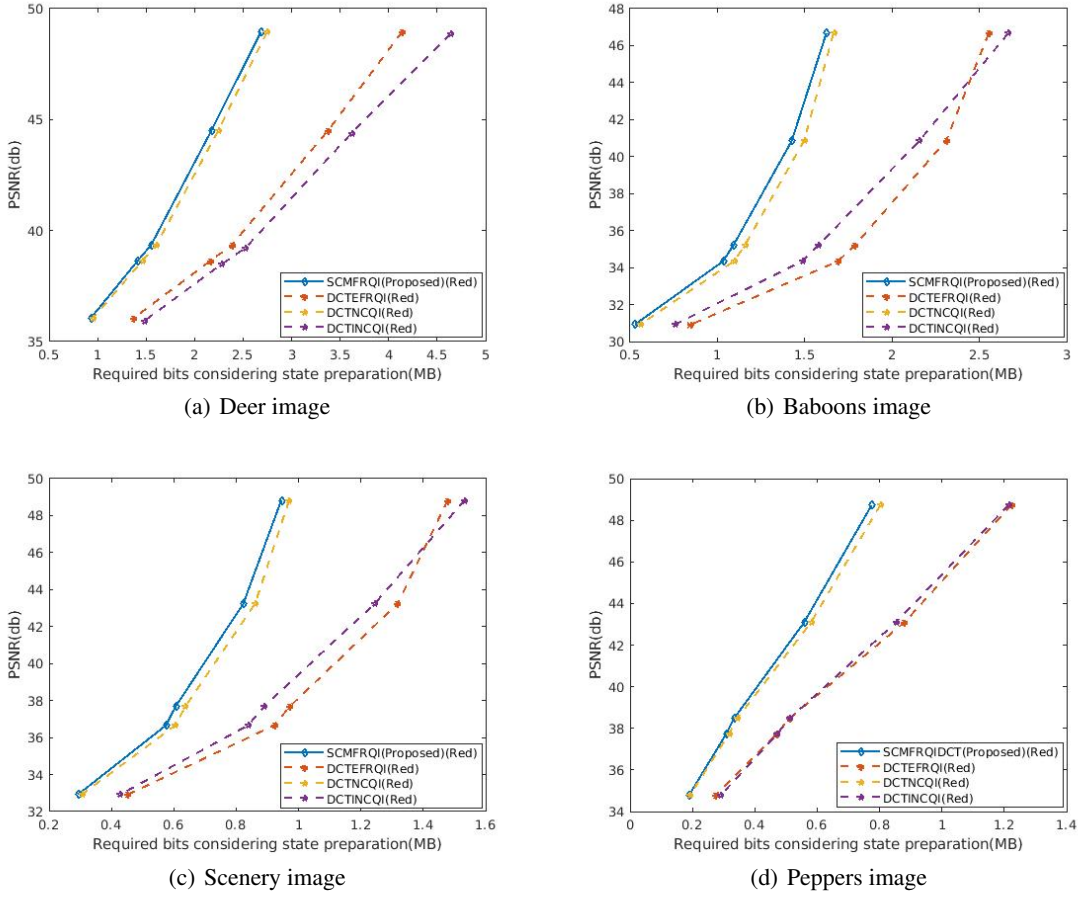 50
45
40
35
PSNR(db)
0.5 1 1.5 2 2.5 3 3.5 4 4.5 5
Required bits considering state preparation(MB)
SCMFRQI(Proposed)(Red)
DCTEFRQI(Red)
DCTNCQI(Red)
DCTINCQI(Red)
(a) Deer image
48
46
44
42
40
38
36
34
32
30
PSNR(db)
0.5 1 1.5 2 2.5 3
Required bits considering state preparation(MB)
SCMFRQI(Proposed)(Red)
DCTEFRQI(Red)
DCTNCQI(Red)
DCTINCQI(Red)
(b) Baboons image
50
48
46
44
42
40
38
36
34
32
PSNR(db)
0.2 0.4 0.6 0.8 1 1.2 1.4 1.6
Required bits considering state preparation(MB)
SCMFRQI(Proposed)(Red)
DCTEFRQI(Red)
DCTNCQI(Red)
DCTINCQI(Red)
(c) Scenery image
50
48
46
44
42
40
38
36
34
PSNR(db)
0 0.2 0.4 0.6 0.8 1 1.2 1.4
Required bits considering state preparation(MB)
SCMFRQIDCT(Proposed)(Red)
DCTEFRQI(Red)
DCTNCQI(Red)
DCTINCQI(Red)
(d) Peppers image